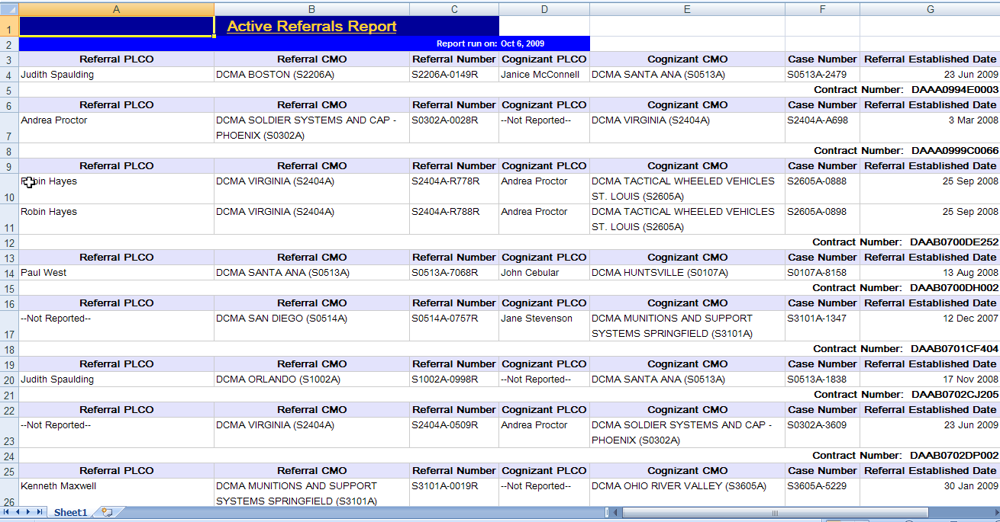 A B C D E F G
1 Active Referrals Report
2 Report run on: Oct 6, 2009
3 Referral PLCO Referral CMO Referral Number Cognizant PLCO Cognizant CMO Case Number Referral Established Date
4 Judith Spaulding DCMA BOSTON (S2206A) S2206A-0149R Janice McConnell DCMA SANTA ANA (S0513A) S0513A-2479 23 Jun 2009
5 Contract Number: DAAA0994E0003
6 Referral PLCO Referral CMO Referral Number Cognizant PLCO Cognizant CMO Case Number Referral Established Date
Andrea Proctor DCMA SOLDIER SYSTEMS AND CAP - S0302A-0028R --Not Reported-- DCMA VIRGINIA (S2404A) S2404A-A698 3 Mar 2008
7 PHOENIX (S0302A)
8 Contract Number: DAAA0999C0066
9 Referral PLCO Referral CMO Referral Number Cognizant PLCO Cognizant CMO Case Number Referral Established Date
Robin Hayes DCMA VIRGINIA (S2404A) S2404A-R778R Andrea Proctor DCMA TACTICAL WHEELED VEHICLES S2605A-0888 25 Sep 2008
10 ST. LOUIS (S2605A)
Robin Hayes DCMA VIRGINIA (S2404A) S2404A-R788R Andrea Proctor DCMA TACTICAL WHEELED VEHICLES S2605A-0898 25 Sep 2008
11 ST. LOUIS (S2605A)
12 Contract Number: DAAB0700DE252
13 Referral PLCO Referral CMO Referral Number Cognizant PLCO Cognizant CMO Case Number Referral Established Date
14 Paul West DCMA SANTA ANA (S0513A) S0513A-7068R John Cebular DCMA HUNTSVILLE (S0107A) S0107A-8158 13 Aug 2008
15 Contract Number: DAAB0700DH002
16 Referral PLCO Referral CMO Referral Number Cognizant PLCO Cognizant CMO Case Number Referral Established Date
--Not Reported-- DCMA SAN DIEGO (S0514A) S0514A-0757R Jane Stevenson DCMA MUNITIONS AND SUPPORT S3101A-1347 12 Dec 2007
17 SYSTEMS SPRINGFIELD (S3101A)
18 Contract Number: DAAB0701CF404
19 Referral PLCO Referral CMO Referral Number Cognizant PLCO Cognizant CMO Case Number Referral Established Date
20 Judith Spaulding DCMA ORLANDO (S1002A) S1002A-0998R --Not Reported-- DCMA SANTA ANA (S0513A) S0513A-1838 17 Nov 2008
21 Contract Number: DAAB0702CJ205
22 Referral PLCO Referral CMO Referral Number Cognizant PLCO Cognizant CMO Case Number Referral Established Date
--Not Reported-- DCMA VIRGINIA (S2404A) S2404A-0509R Andrea Proctor DCMA SOLDIER SYSTEMS AND CAP - S0302A-3609 23 Jun 2009
23 PHOENIX (S0302A)
24 Contract Number: DAAB0702DP002
25 Referral PLCO Referral CMO Referral Number Cognizant PLCO Cognizant CMO Case Number Referral Established Date
Kenneth Maxwell DCMA MUNITIONS AND SUPPORT S3101A-0019R --Not Reported-- DCMA OHIO RIVER VALLEY (S3605A) S3605A-5229 30 Jan 2009
26 SYSTEMS SPRINGFIELD (S3101A)
Sheet1